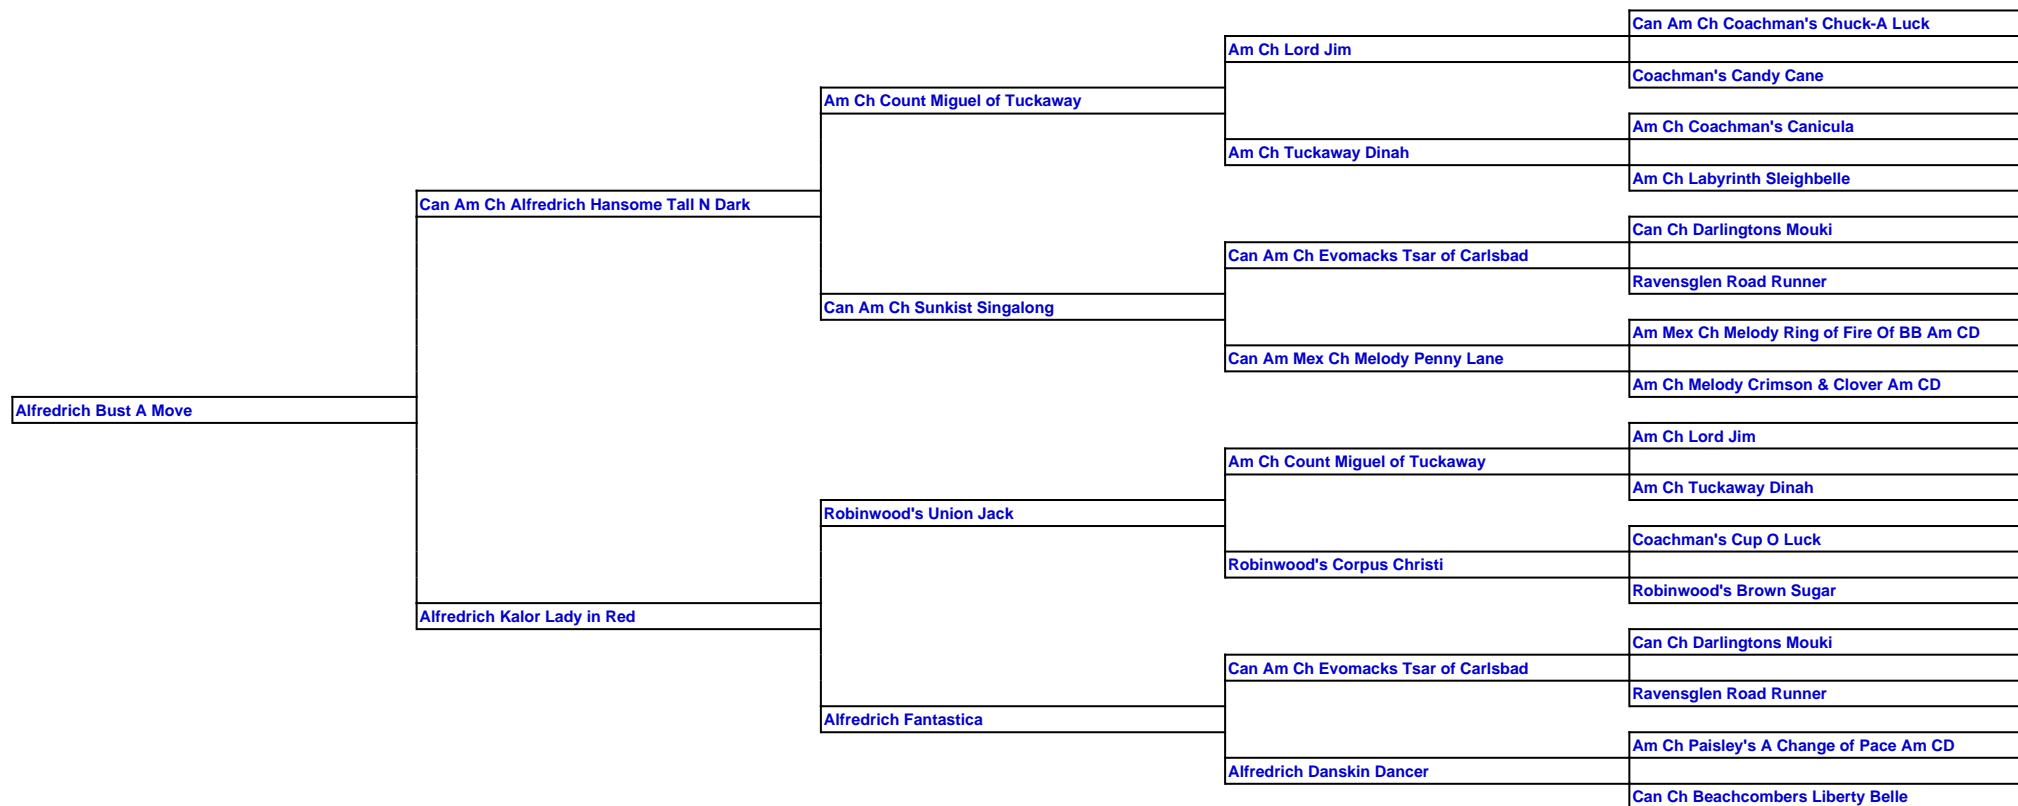 Can Am Ch Coachman's Chuck-A Luck
Am Ch Lord Jim
Coachman's Candy Cane
Am Ch Count Miguel of Tuckaway
Am Ch Coachman's Canicula
Am Ch Tuckaway Dinah
Am Ch Labyrinth Sleighbelle
Can Am Ch Alfredrich Hansome Tall N Dark
Can Ch Darlingtons Mouki
Can Am Ch Evomacks Tsar of Carlsbad
Ravensglen Road Runner
Can Am Ch Sunkist Singalong
Am Mex Ch Melody Ring of Fire Of BB Am CD
Can Am Mex Ch Melody Penny Lane
Am Ch Melody Crimson & Clover Am CD
Alfredrich Bust A Move
Am Ch Lord Jim
Am Ch Count Miguel of Tuckaway
Am Ch Tuckaway Dinah
Robinwood's Union Jack
Coachman's Cup O Luck
Robinwood's Corpus Christi
Robinwood's Brown Sugar
Alfredrich Kalor Lady in Red
Can Ch Darlingtons Mouki
Can Am Ch Evomacks Tsar of Carlsbad
Ravensglen Road Runner
Alfredrich Fantastica
Am Ch Paisley's A Change of Pace Am CD
Alfredrich Danskin Dancer
Can Ch Beachcombers Liberty Belle